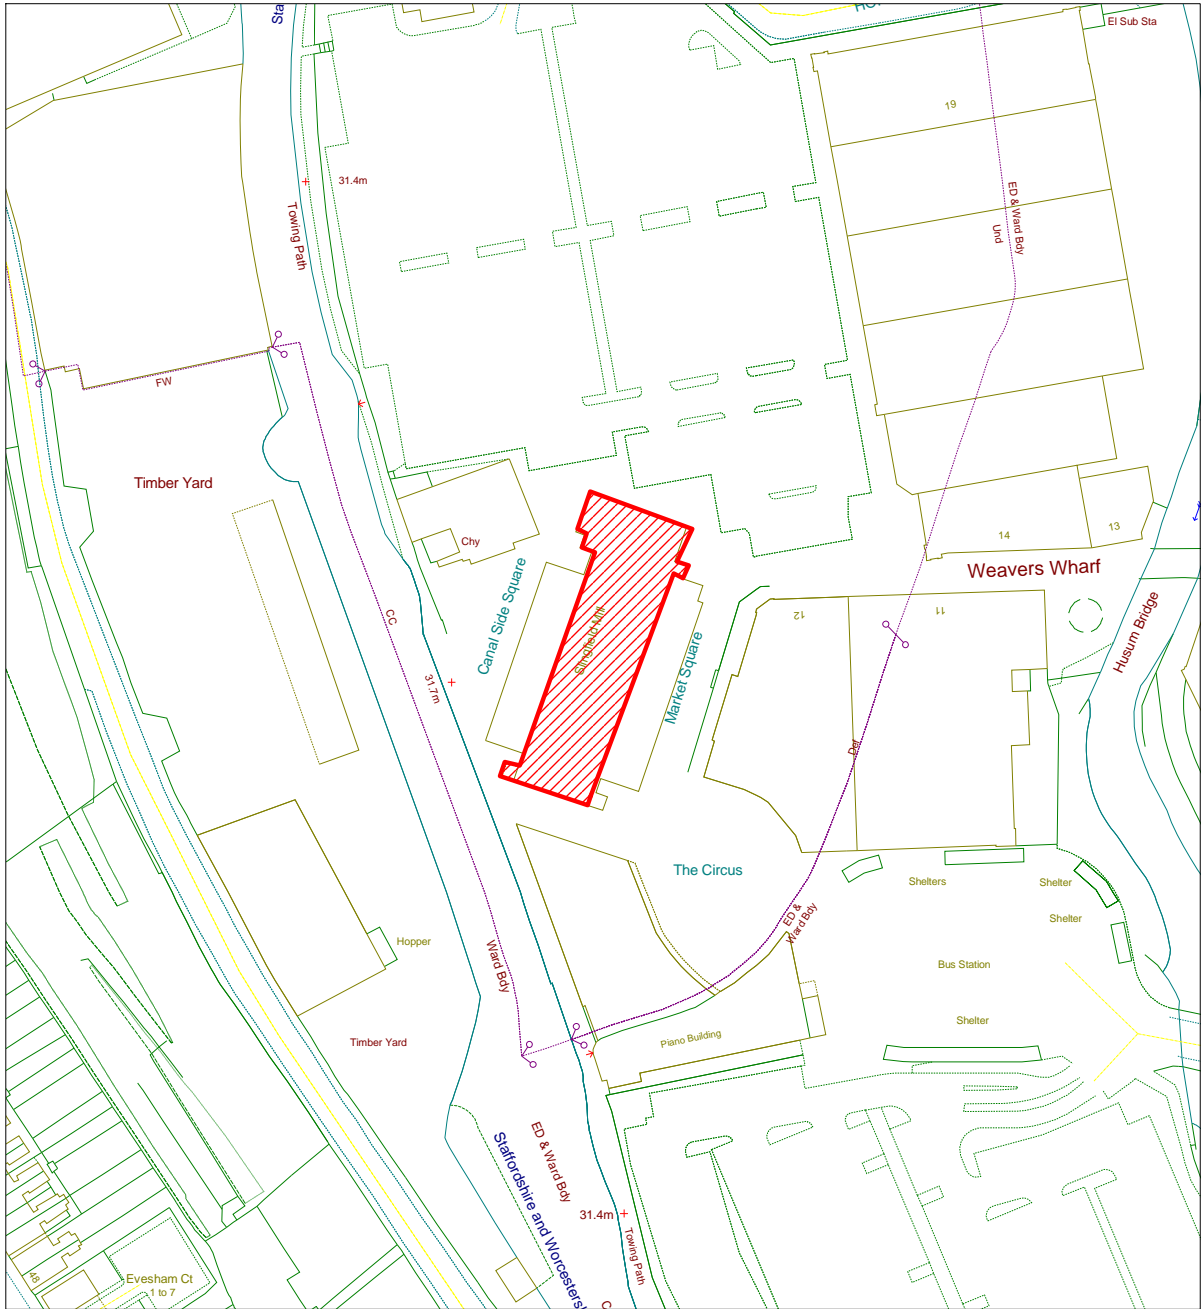 Sta
El Sub Sta
19
31.4m
Towing Path
ED & Ward Bdy
Und
FW
Timber Yard
Chy
14
13
Weavers Wharf
Canal Side Square
CC
Slingfield Mill
12
11
Husum Bridge
Market Square
31.7m
Def
The Circus
Shelters
Shelter
Shelter
ED &
Ward Bdy
Hopper
Ward Bdy
Bus Station
Shelter
Piano Building
Timber Yard
ED & Ward Bdy
Staffordshire and Worcesters
31.4m
Towing Path
48
Evesham Ct
1 to 7
C